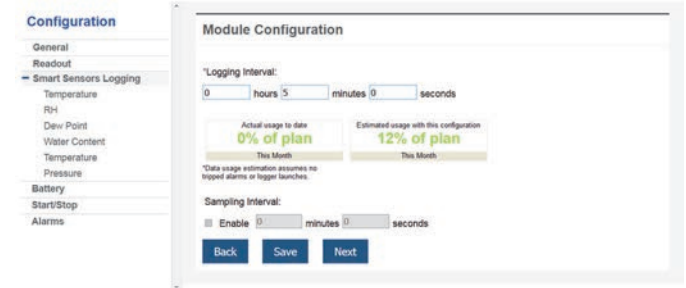 Configuration
General
Readout
Smart Sensors Logging
Temperature
RH
Dew Point
Water Content
Temperature
Pressure
Battery
Start/Stop
Alarms
Module Configuration
*Logging Interval:
0 hours 5 minutes 0 seconds
Actual usage to date
0% of plan
This Month
Estimated usage with this configuration
12% of plan
This Month
*Data usage estimation assumes no
tripped alarms or logger launches.
Sampling Interval:
Enable 0 minutes 0 seconds
Back Save Next